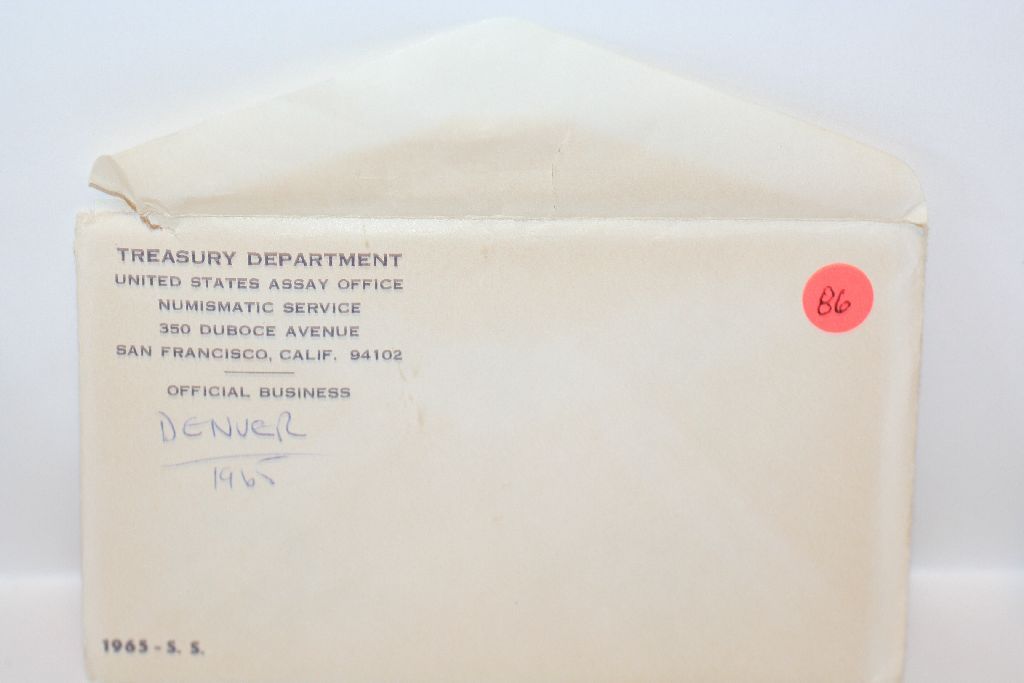 TREASURY DEPARTMENT
UNITED STATES ASSAY OFFICE
NUMISMATIC SERVICE
350 DUBOCE AVENUE
SAN FRANCISCO, CALIF. 94102
OFFICIAL BUSINESS
86
DENVER
1965
1965 - S. S.